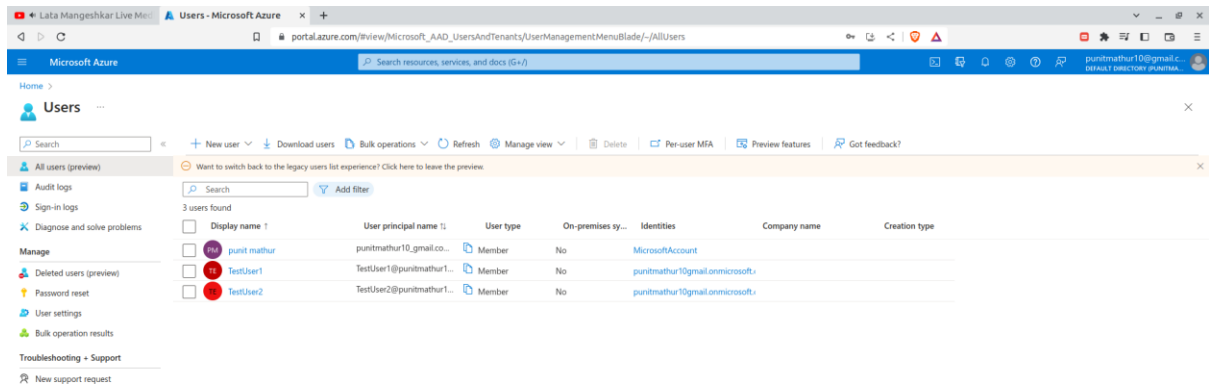 Lata Mangeshkar Live Med
Users - Microsoft Azure
portal.azure.com/#view/Microsoft_AAD_UsersAndTenants/UserManagementMenuBlade/~/AllUsers
Microsoft Azure
Search resources, services, and docs (G+/)
punitmathur10@gmail.c...
DEFAULT DIRECTORY (PUNITMA...
Home >
Users ...
Search
«
New user
Download users
Bulk operations
Refresh
Manage view
Delete
Per-user MFA
Preview features
Got feedback?
All users (preview)
Audit logs
Sign-in logs
Diagnose and solve problems
Manage
Deleted users (preview)
Password reset
User settings
Bulk operation results
Troubleshooting + Support
New support request
Want to switch back to the legacy users list experience? Click here to leave the preview.
Search
Add filter
3 users found
Display name ↑ User principal name ↑↓ User type On-premises sy... Identities Company name Creation type
PM punit mathur punitmathur10_gmail.co... Member No MicrosoftAccount
TE TestUser1 TestUser1@punitmathur1... Member No punitmathur10gmail.onmicrosoft.
TE TestUser2 TestUser2@punitmathur1... Member No punitmathur10gmail.onmicrosoft.